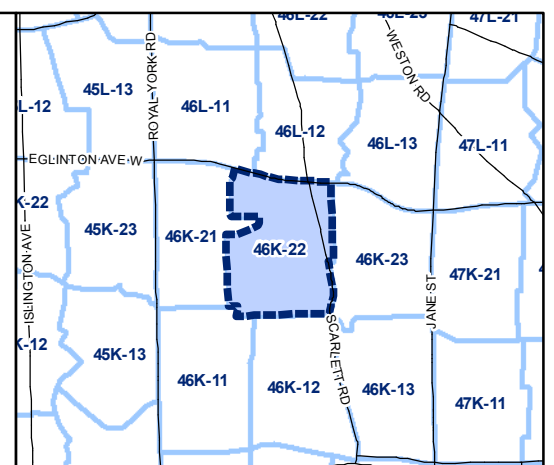 46L-22
47L-21
WESTON RD
ROYAL YORK RD
45L-13
46L-11
L-12
46L-12
46L-13
47L-11
EGLINTON AVE W
K-22
45K-23
46K-21
46K-22
46K-23
47K-21
ISLINGTON AVE
JANE ST
SCARLETT RD
K-12
45K-13
46K-11
46K-12
46K-13
47K-11